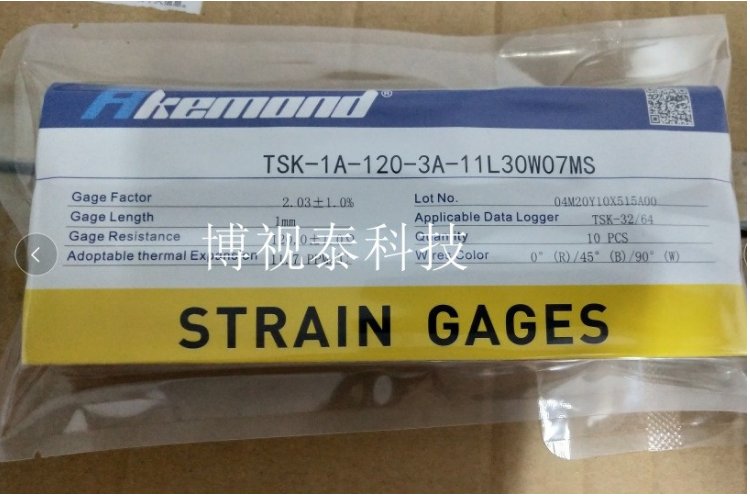 Akemond®
TSK-1A-120-3A-11L30W07MS
Gage Factor 2.03±1.0% Lot No. 04M20Y10X515A00
Gage Length 1mm Applicable Data Logger TSK-32/64
Gage Resistance Quantity 10 PCS
Adoptable thermal Expansion Wires Color 0° (R)/45° (B)/90° (W)
博视泰科技
STRAIN GAGES